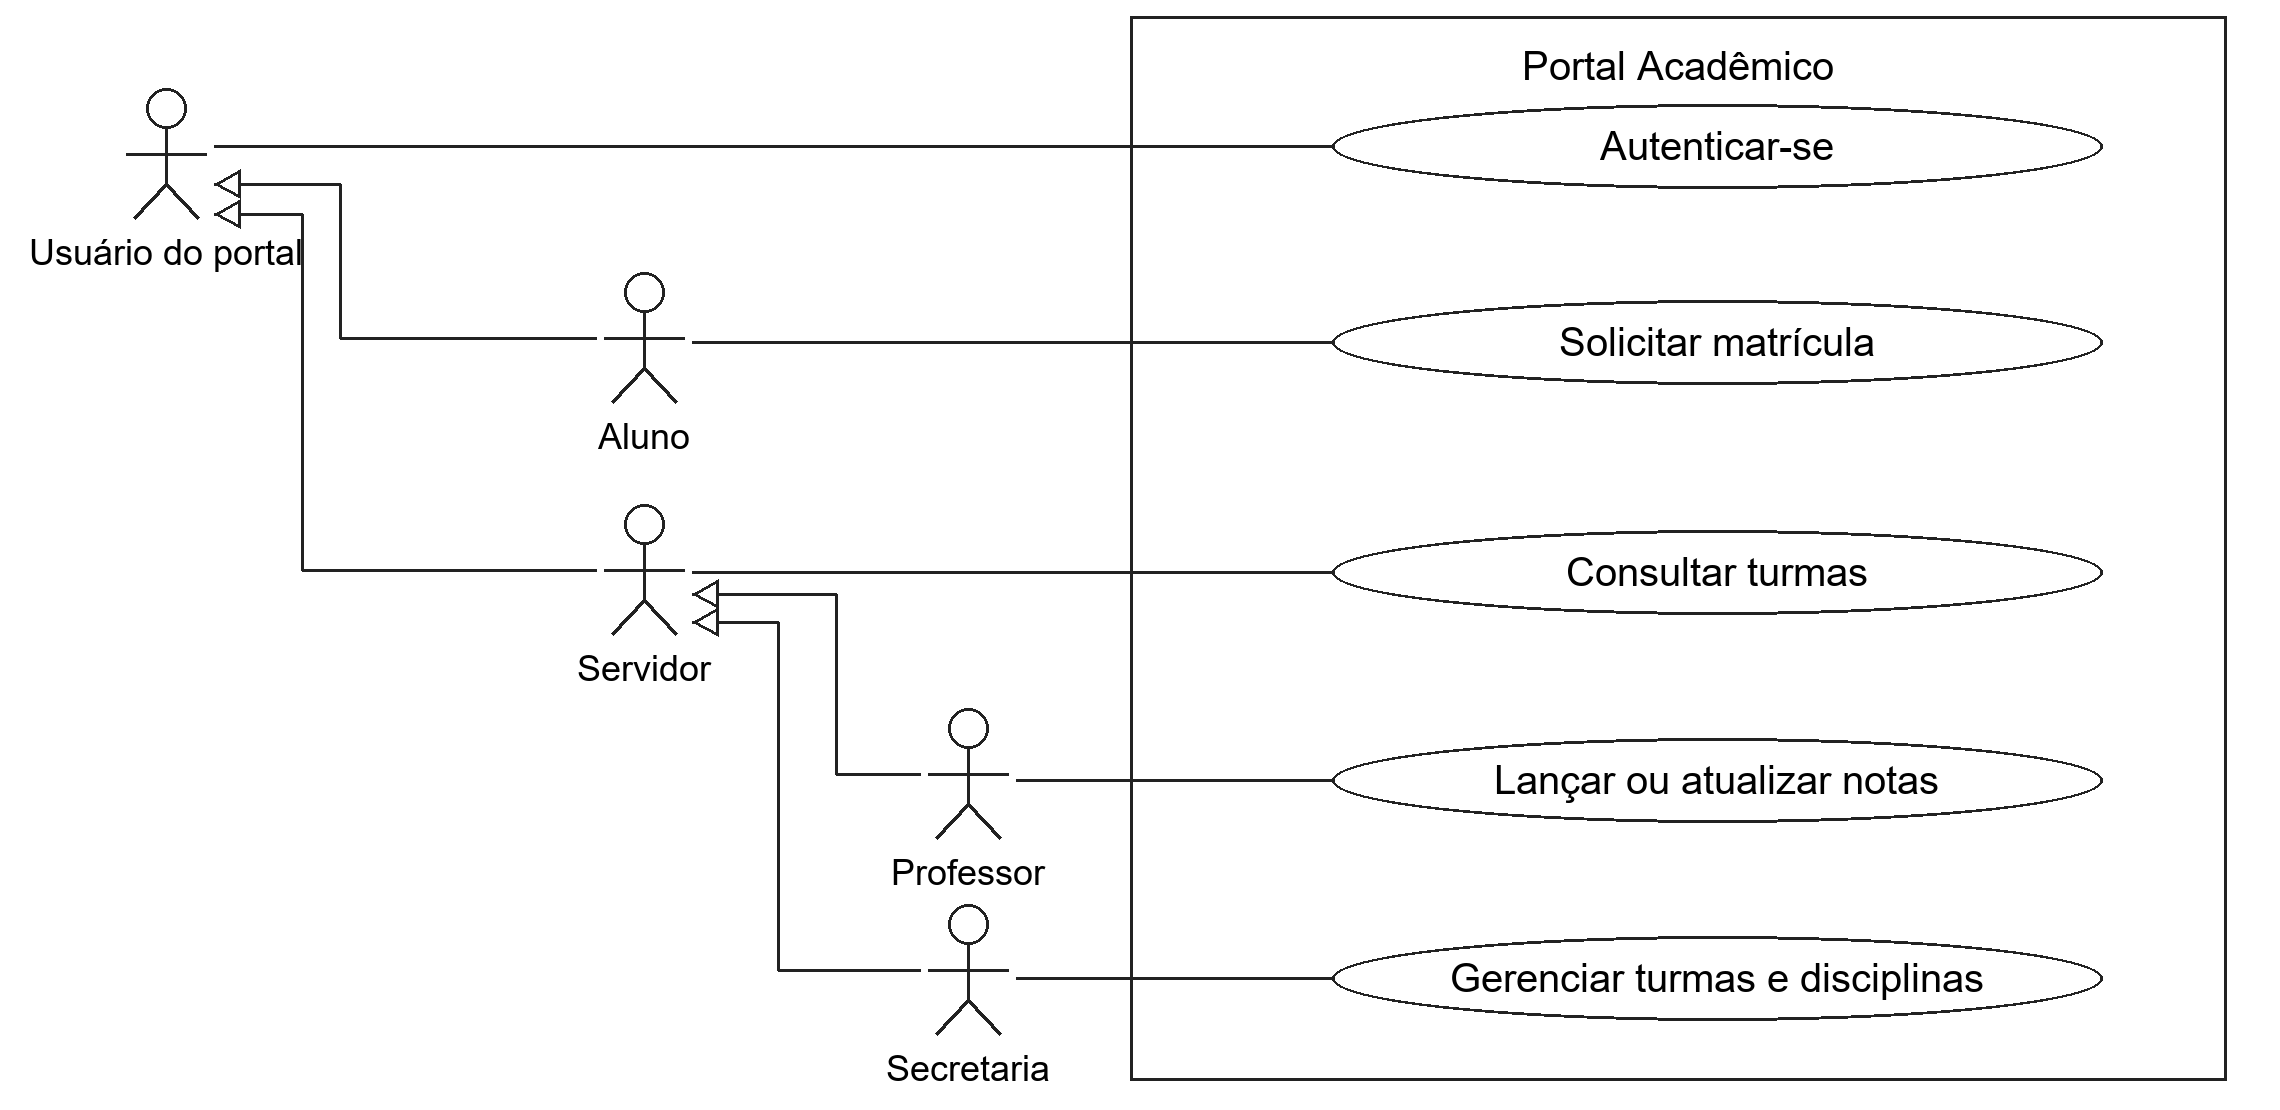 Portal Acadêmico
Autenticar-se
Usuário do portal
Solicitar matrícula
Aluno
Consultar turmas
Servidor
Lançar ou atualizar notas
Professor
Gerenciar turmas e disciplinas
Secretaria